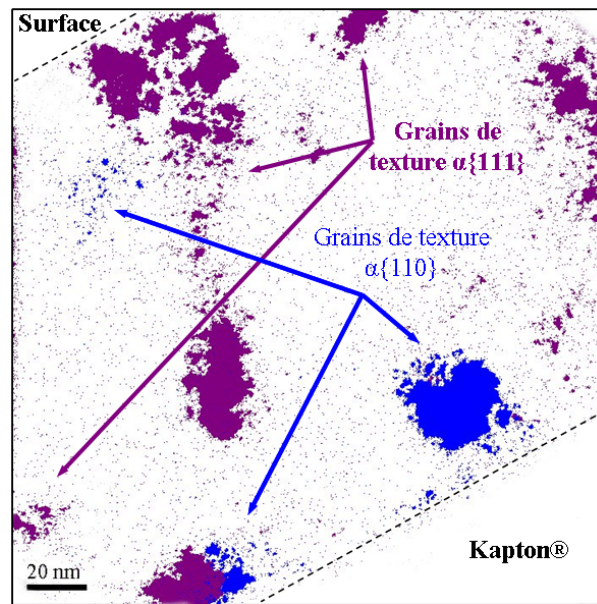 Surface
Grains de
texture α{111}
Grains de texture
α{110}
Kapton®
20 nm